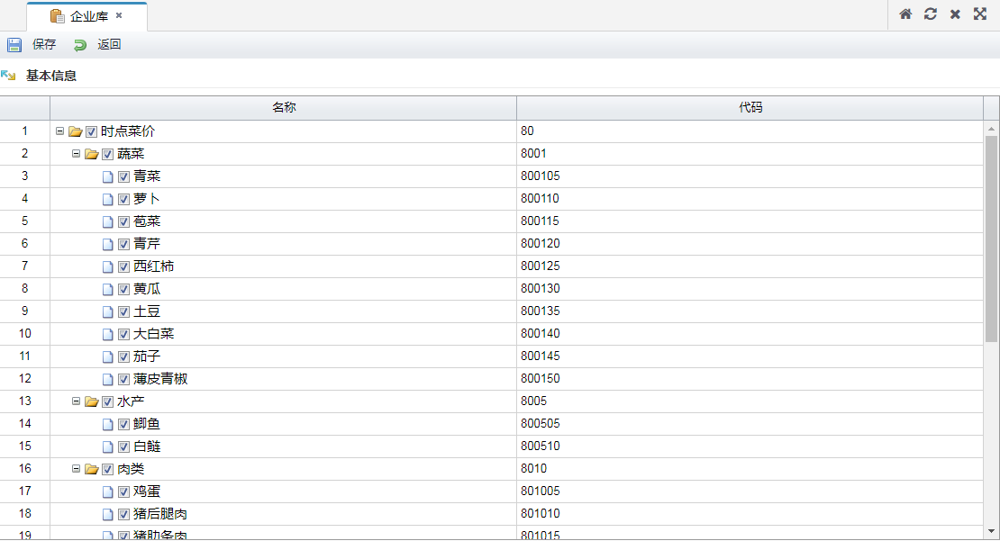 企业库
保存 返回
基本信息
名称 代码
1 时点菜价 80
2 蔬菜 8001
3 青菜 800105
4 萝卜 800110
5 苞菜 800115
6 青芹 800120
7 西红柿 800125
8 黄瓜 800130
9 土豆 800135
10 大白菜 800140
11 茄子 800145
12 薄皮青椒 800150
13 水产 8005
14 鲫鱼 800505
15 白鲢 800510
16 肉类 8010
17 鸡蛋 801005
18 猪后腿肉 801010
19 猪肋条肉 801015